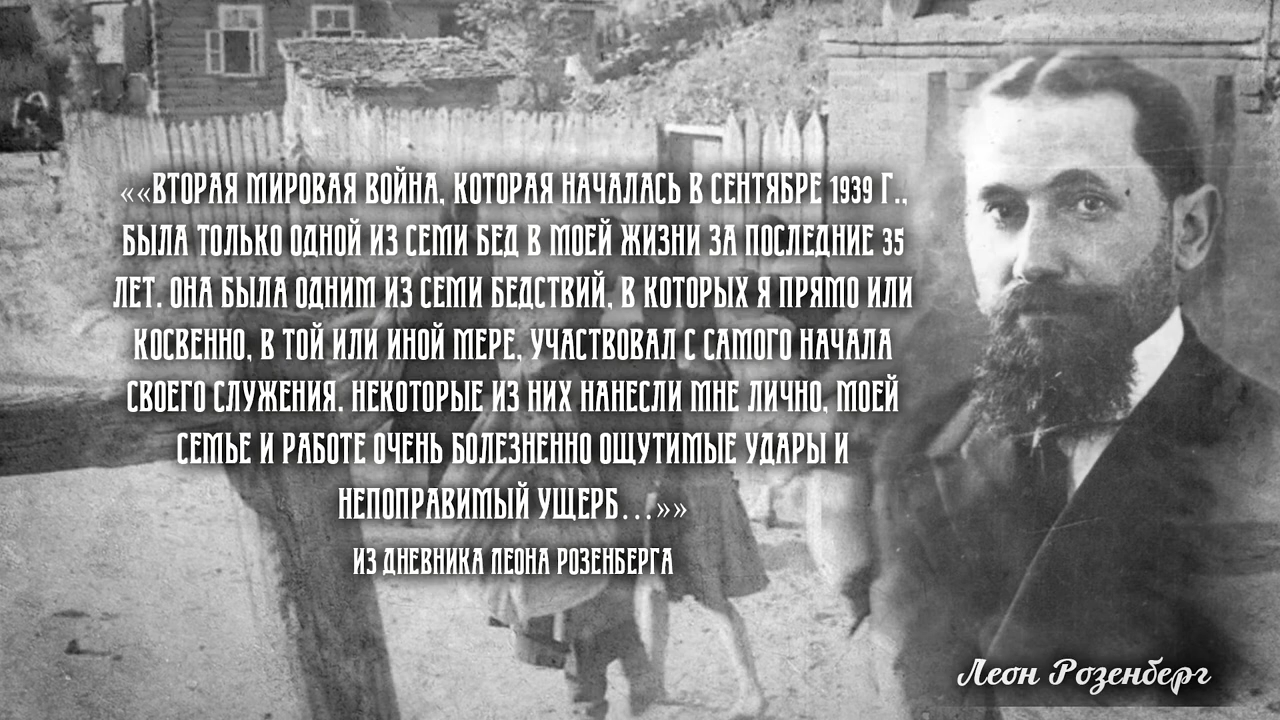 ««ВТОРАЯ МИРОВАЯ ВОЙНА, КОТОРАЯ НАЧАЛАСЬ В СЕНТЯБРЕ 1939 Г.,
БЫЛА ТОЛЬКО ОДНОЙ ИЗ СЕМИ БЕД В МОЕЙ ЖИЗНИ ЗА ПОСЛЕДНИЕ 35
ЛЕТ. ОНА БЫЛА ОДНИМ ИЗ СЕМИ БЕДСТВИЙ, В КОТОРЫХ Я ПРЯМО ИЛИ
КОСВЕННО, В ТОЙ ИЛИ ИНОЙ МЕРЕ, УЧАСТВОВАЛ С САМОГО НАЧАЛА
СВОЕГО СЛУЖЕНИЯ. НЕКОТОРЫЕ ИЗ НИХ НАНЕСЛИ МНЕ ЛИЧНО, МОЕЙ
СЕМЬЕ И РАБОТЕ ОЧЕНЬ БОЛЕЗНЕННО ОЩУТИМЫЕ УДАРЫ И
НЕПОПРАВИМЫЙ УЩЕРБ...»»
ИЗ ДНЕВНИКА ЛЕОНА РОЗЕНБЕРГА
Леон Розенберг